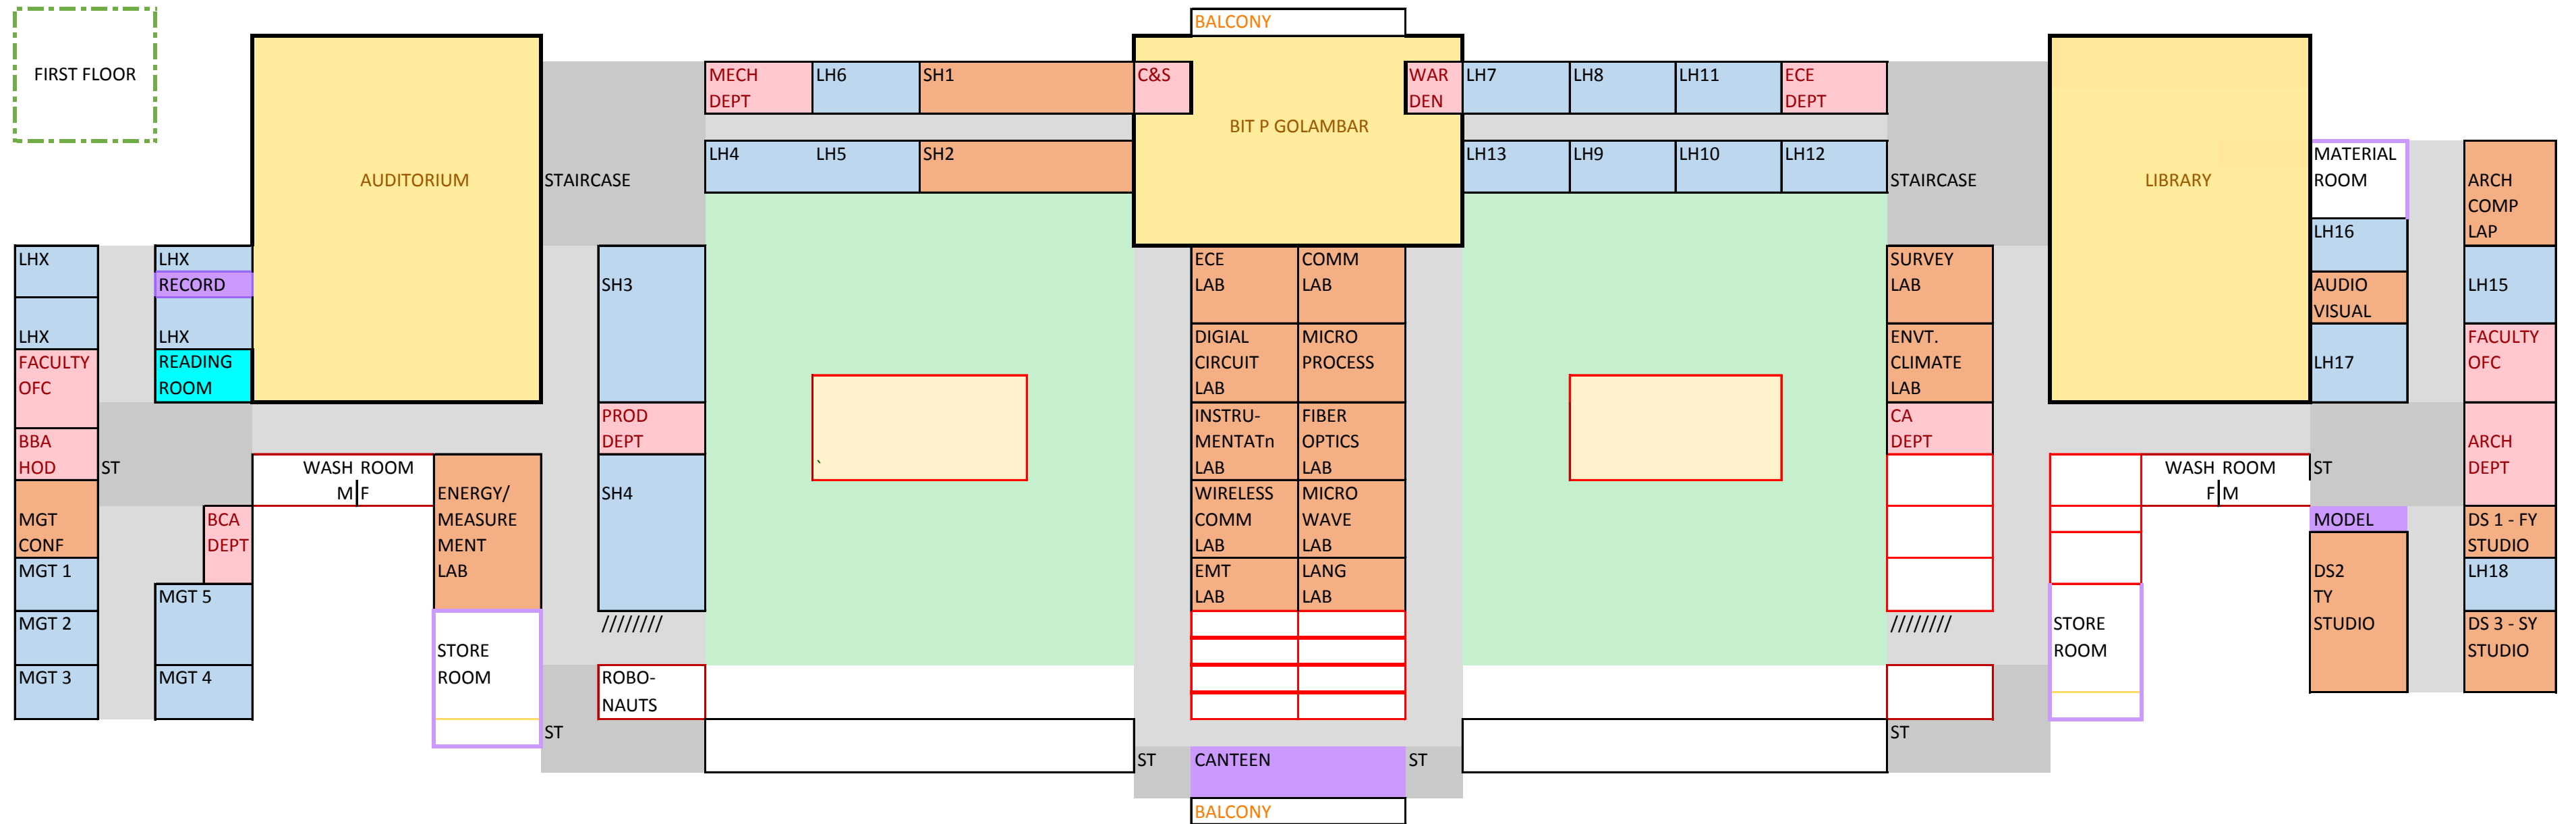 BALCONY
FIRST FLOOR
MECH
DEPT
LH6
SH1
C&S
WAR
DEN
LH7
LH8
LH11
ECE
DEPT
BIT P GOLAMBAR
LH4
LH5
SH2
LH13
LH9
LH10
LH12
AUDITORIUM
STAIRCASE
STAIRCASE
LIBRARY
MATERIAL
ROOM
ARCH
COMP
LAP
LH16
AUDIO
VISUAL
LH15
LH17
FACULTY
OFC
LHX
LHX
RECORD
LHX
LHX
FACULTY
OFC
READING
ROOM
SH3
ECE
LAB
COMM
LAB
SURVEY
LAB
DIGIAL
CIRCUIT
LAB
MICRO
PROCESS
ENVT.
CLIMATE
LAB
PROD
DEPT
INSTRU-
MENTATn
LAB
FIBER
OPTICS
LAB
CA
DEPT
ARCH
DEPT
BBA
HOD
ST
WASH ROOM
M|F
ENERGY/
MEASURE
MENT
LAB
SH4
`
WIRELESS
COMM
LAB
MICRO
WAVE
LAB
WASH ROOM
F|M
ST
MGT
CONF
BCA
DEPT
MODEL
DS 1 - FY
STUDIO
MGT 1
MGT 5
EMT
LAB
LANG
LAB
DS2
TY
STUDIO
LH18
MGT 2
STORE
ROOM
////////
////////
STORE
ROOM
DS 3 - SY
STUDIO
MGT 3
MGT 4
ROBO-
NAUTS
ST
ST
ST
CANTEEN
ST
BALCONY